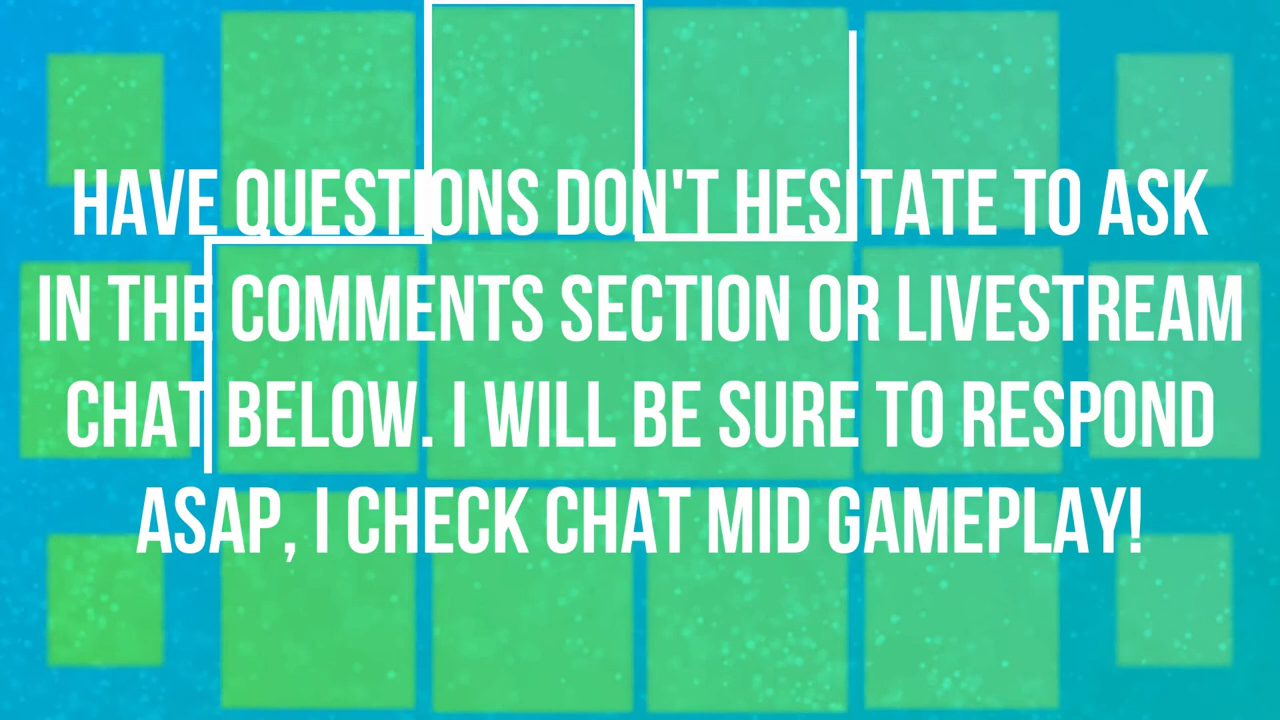 HAVE QUESTIONS DON'T HESITATE TO ASK
IN THE COMMENTS SECTION OR LIVESTREAM
CHAT BELOW. I WILL BE SURE TO RESPOND
ASAP, I CHECK CHAT MID GAMEPLAY!